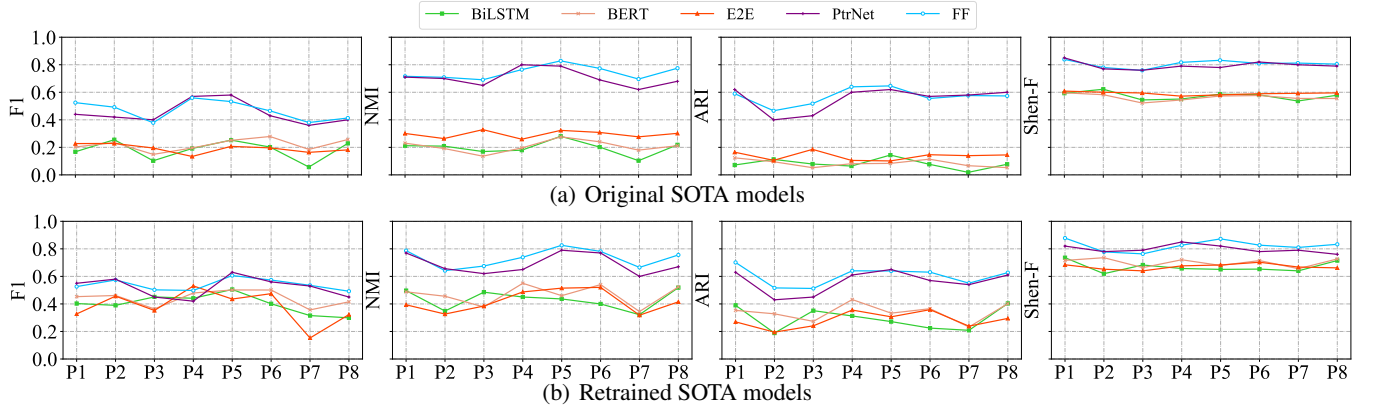 BiLSTM BERT E2E PtrNet FF
F1
1.0
0.8
0.6
0.4
0.2
0.0
NMI
ARI
Shen-F
(a) Original SOTA models
F1
1.0
0.8
0.6
0.4
0.2
0.0
NMI
ARI
Shen-F
P1 P2 P3 P4 P5 P6 P7 P8 P1 P2 P3 P4 P5 P6 P7 P8 P1 P2 P3 P4 P5 P6 P7 P8 P1 P2 P3 P4 P5 P6 P7 P8
(b) Retrained SOTA models